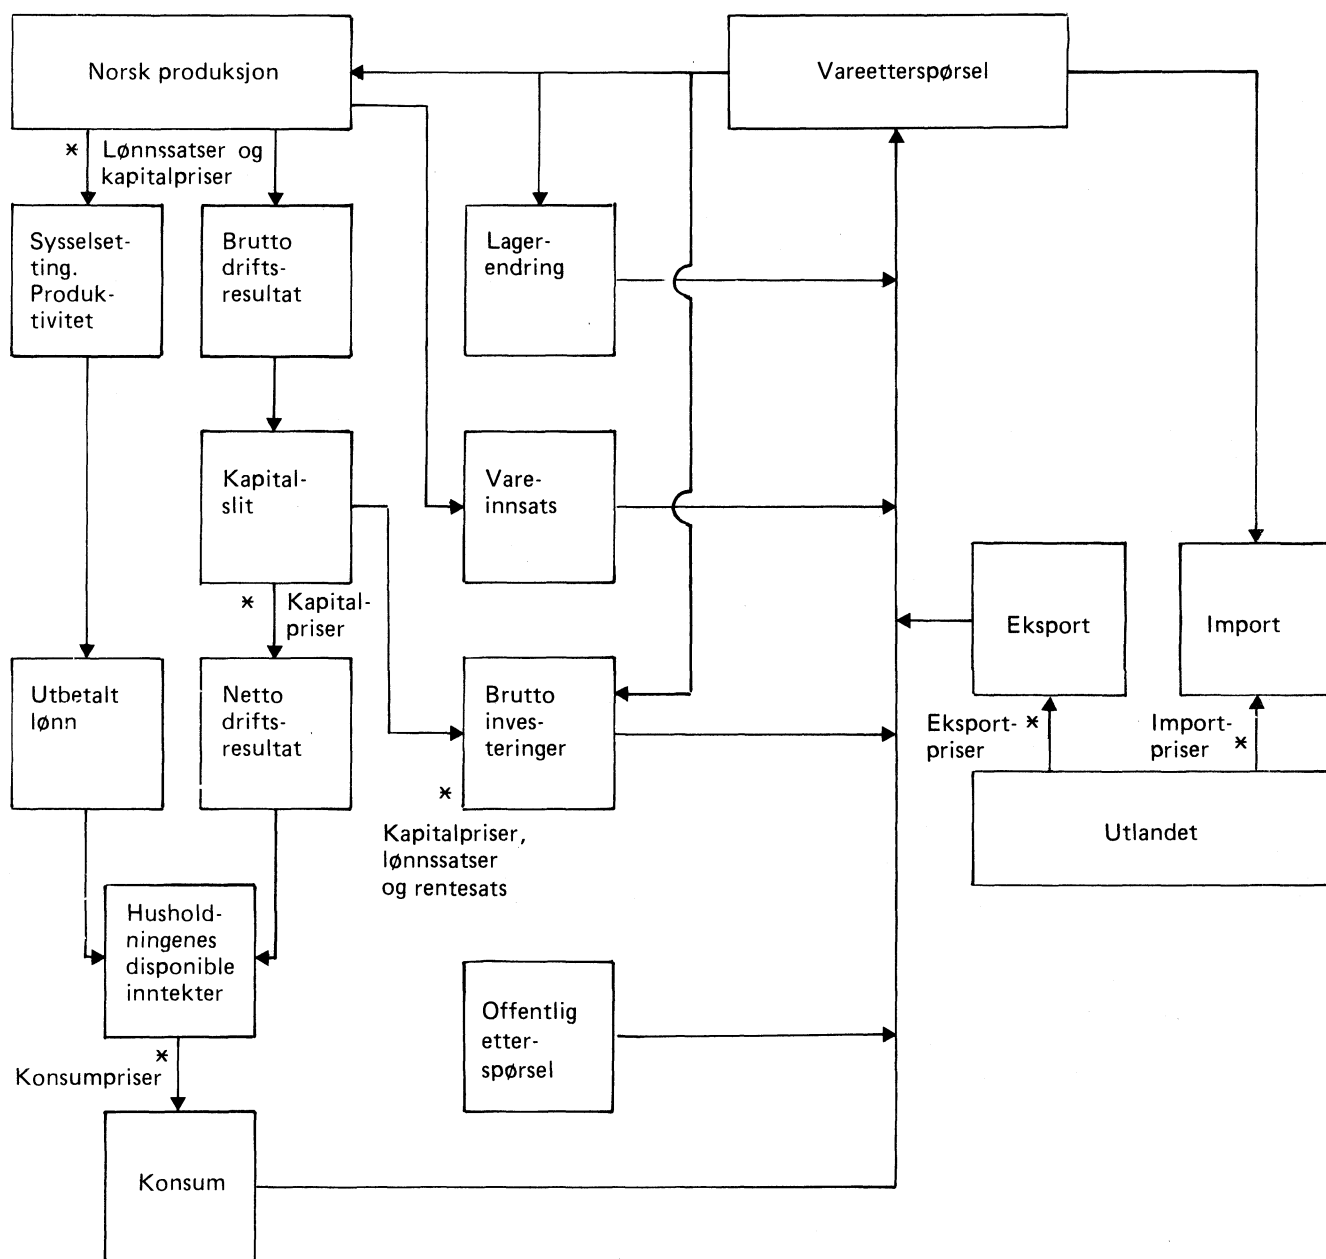 Norsk produksjon
Vareetterspørsel
* Lønnssatser og
kapitalpriser
Sysselset-
ting.
Produk-
tivitet
Brutto
drifts-
resultat
Lager-
endring
Kapital-
slit
Vare-
innsats
* Kapital-
priser
Eksport
Import
Utbetalt
lønn
Netto
drifts-
resultat
Brutto
inves-
teringer
Eksport- *
priser
Import-
priser *
*
Kapitalpriser,
lønnssatser
og rentesats
Utlandet
Hushold-
ningenes
disponible
inntekter
Offentlig
etter-
spørsel
*
Konsumpriser
Konsum